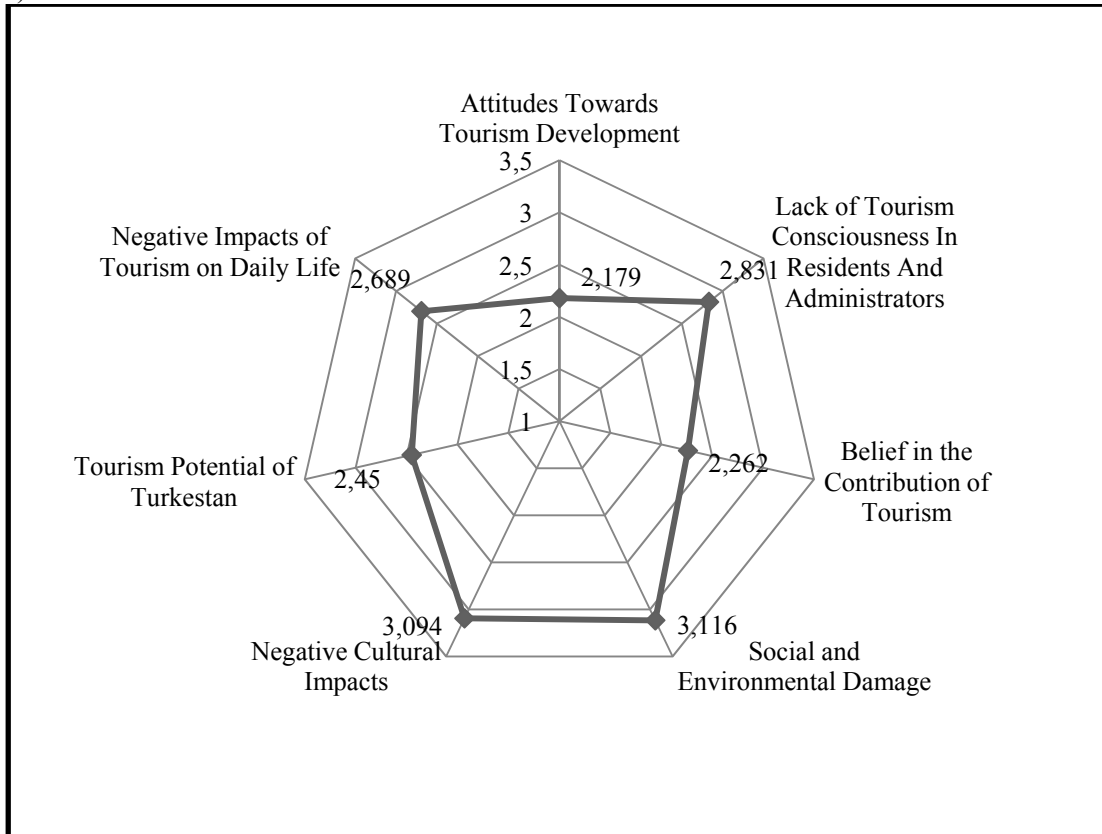 )
Attitudes Towards
Tourism Development
3,5
3
2,5
2
1,5
1
2,179
Lack of Tourism
Consciousness In
Residents And
Administrators
2,831
Belief in the
Contribution of
Tourism
2,262
Social and
Environmental Damage
3,116
Negative Cultural
Impacts
3,094
Tourism Potential of
Turkestan
2,45
Negative Impacts of
Tourism on Daily Life
2,689